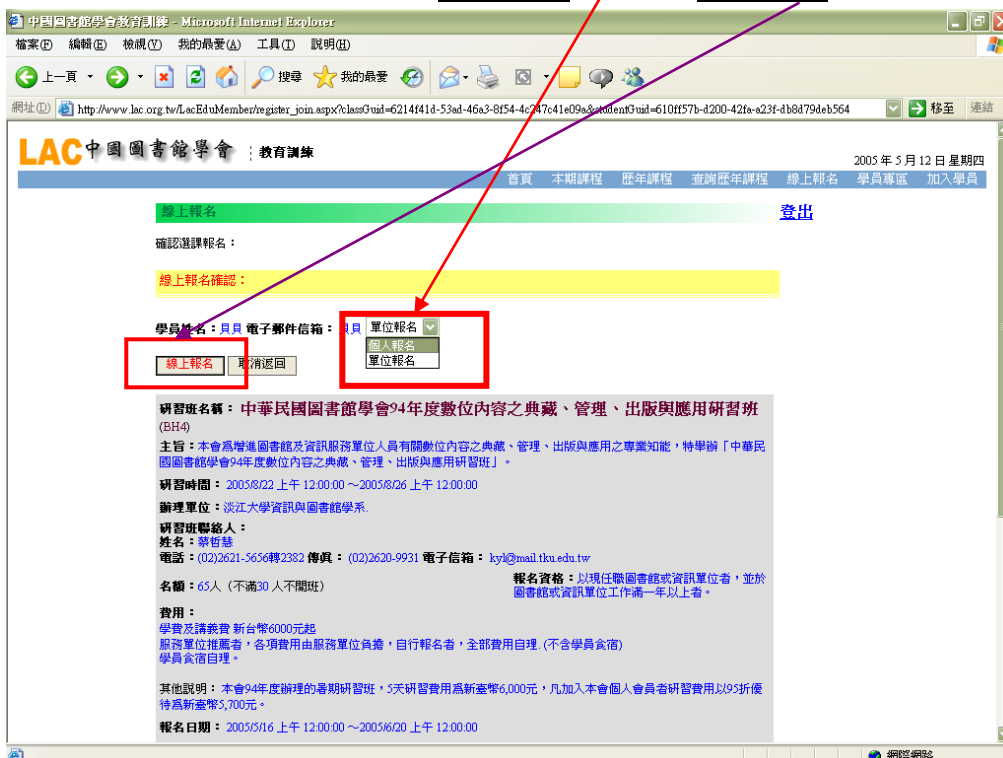 中國圖書館學會教育訓練 - Microsoft Internet Explorer
檔案(F) 編輯(E) 檢視(V) 我的最愛(A) 工具(T) 說明(H)
上一頁 搜尋 我的最愛
網址(D) http://www.lac.org.tw/LacEduMember/register_join.aspx?classGuid=6214f41d-53ad-46a3-8f54-4c247c41e09a&studentGuid=610ff57b-d200-42fa-a23f-db8d79deb564 移至 連結
LAC中國圖書館學會 教育訓練
2005 年 5 月 12 日 星期四
首頁 本期課程 歷年課程 查詢歷年課程 線上報名 學員專區 加入學員
線上報名 登出
確認選課報名：
線上報名確認：
學員姓名：貝貝 電子郵件信箱： 貝貝 單位報名
個人報名
單位報名
線上報名 取消返回
研習班名稱： 中華民國圖書館學會94年度數位內容之典藏、管理、出版與應用研習班
(BH4)
主旨：本會為增進圖書館及資訊服務單位人員有關數位內容之典藏、管理、出版與應用之專業知能，特舉辦「中華民
國圖書館學會94年度數位內容之典藏、管理、出版與應用研習班」。
研習時間： 2005/8/22 上午 12:00:00 ～2005/8/26 上午 12:00:00
辦理單位：淡江大學資訊與圖書館學系.
研習班聯絡人：
姓名：蔡哲慧
電話：(02)2621-5656轉2382 傳真： (02)2620-9931 電子信箱： kyl@mail.tku.edu.tw
名額：65人（不滿30 人不開班）
報名資格：以現任職圖書館或資訊單位者，並於
圖書館或資訊單位工作滿一年以上者。
費用：
學費及講義費 新台幣6000元起
服務單位推薦者，各項費用由服務單位負擔，自行報名者，全部費用自理. (不含學員食宿)
學員食宿自理。
其他說明： 本會94年度辦理的暑期研習班，5天研習費用為新臺幣6,000元，凡加入本會個人會員者研習費用以95折優
待為新臺幣5,700元。
報名日期： 2005/5/16 上午 12:00:00 ～2005/6/20 上午 12:00:00
網際網路